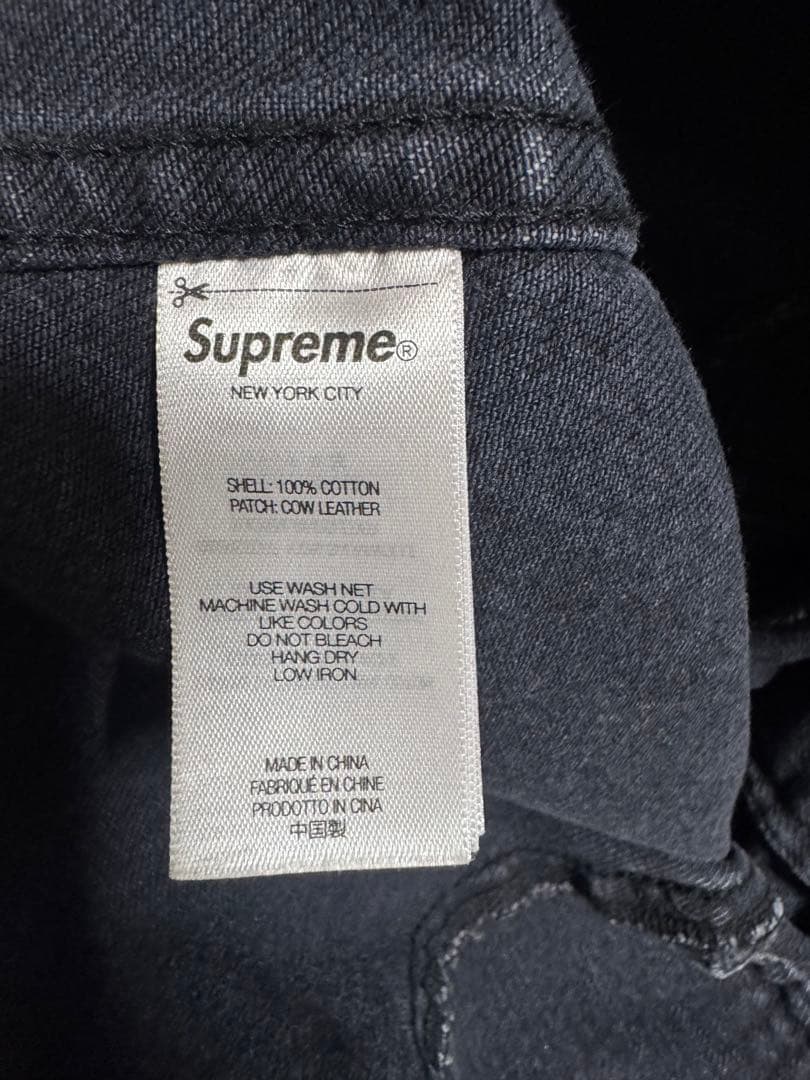 Supreme®
NEW YORK CITY
SHELL: 100% COTTON
PATCH: COW LEATHER
USE WASH NET
MACHINE WASH COLD WITH
LIKE COLORS
DO NOT BLEACH
HANG DRY
LOW IRON
MADE IN CHINA
FABRIQUÉ EN CHINE
PRODOTTO IN CINA
中国製